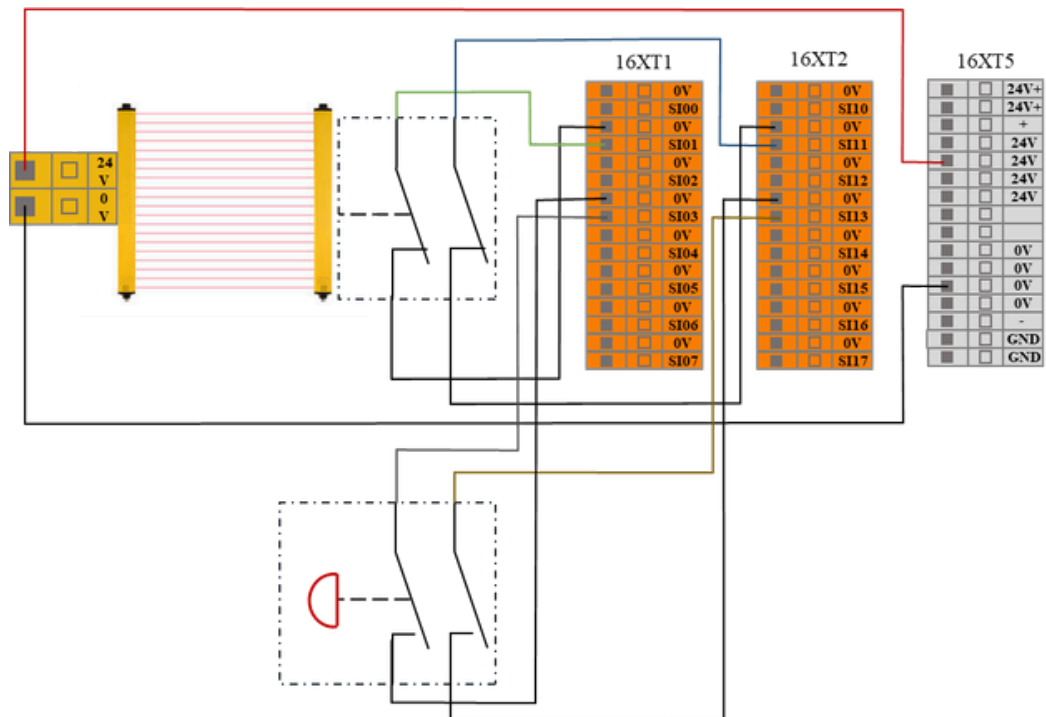 16XT1
16XT2
16XT5
24
V
0
V
0V
SI00
0V
SI01
0V
SI02
0V
SI03
0V
SI04
0V
SI05
0V
SI06
0V
SI07
0V
SI10
0V
SI11
0V
SI12
0V
SI13
0V
SI14
0V
SI15
0V
SI16
0V
SI17
24V+
24V+
+
24V
24V
24V
24V
0V
0V
0V
0V
-
GND
GND